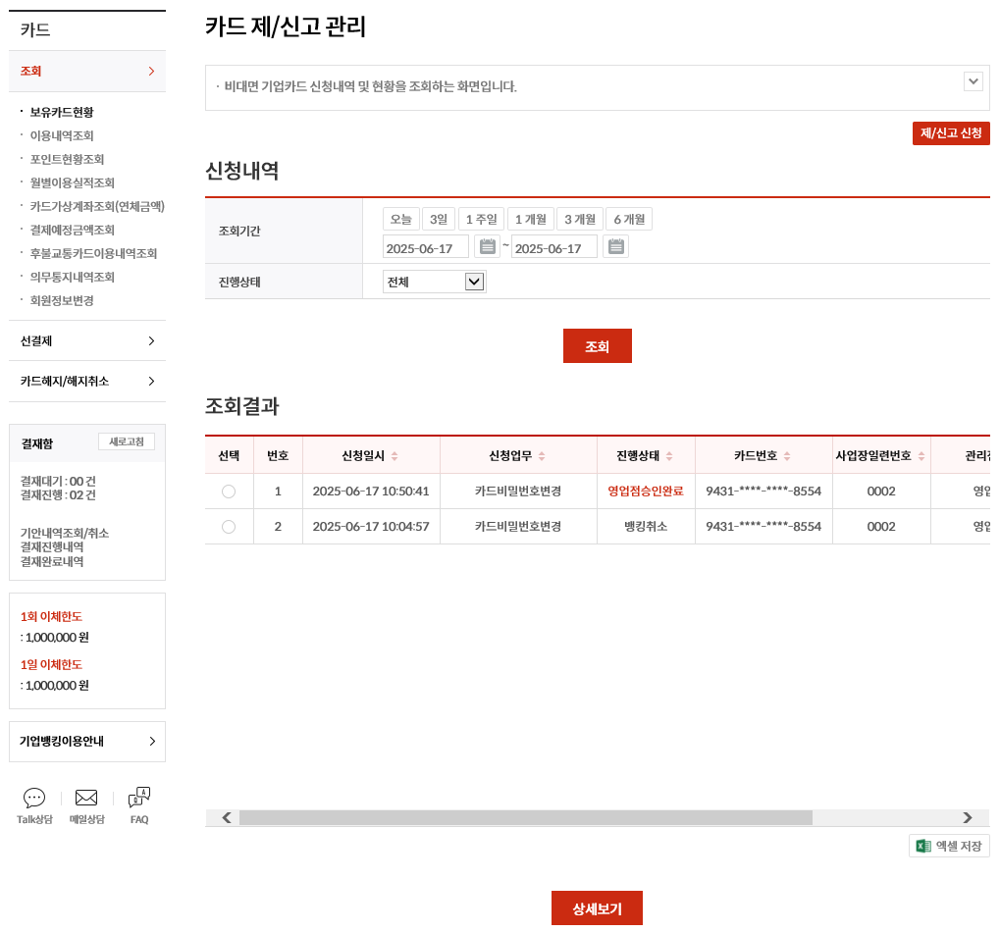 카드
조회
보유카드현황
이용내역조회
포인트현황조회
월별이용실적조회
카드가상계좌조회(연체금액)
결제예정금액조회
후불교통카드이용내역조회
의무통지내역조회
회원정보변경
선결제
카드해지/해지취소
결재함 새로고침
결재대기 : 00 건
결재진행 : 02 건
기안내역조회/취소
결재진행내역
결재완료내역
1회 이체한도
: 1,000,000 원
1일 이체한도
: 1,000,000 원
기업뱅킹이용안내
Talk상담 메일상담 FAQ
카드 제/신고 관리
· 비대면 기업카드 신청내역 및 현황을 조회하는 화면입니다.
제/신고 신청
신청내역
조회기간 오늘 3일 1 주일 1 개월 3 개월 6 개월
2025-06-17 ~ 2025-06-17
진행상태 전체
조회
조회결과
선택 번호 신청일시 신청업무 진행상태 카드번호 사업장일련번호 관리
1 2025-06-17 10:50:41 카드비밀번호변경 영업점승인완료 9431-****-****-8554 0002
2 2025-06-17 10:04:57 카드비밀번호변경 뱅킹취소 9431-****-****-8554 0002
엑셀 저장
상세보기